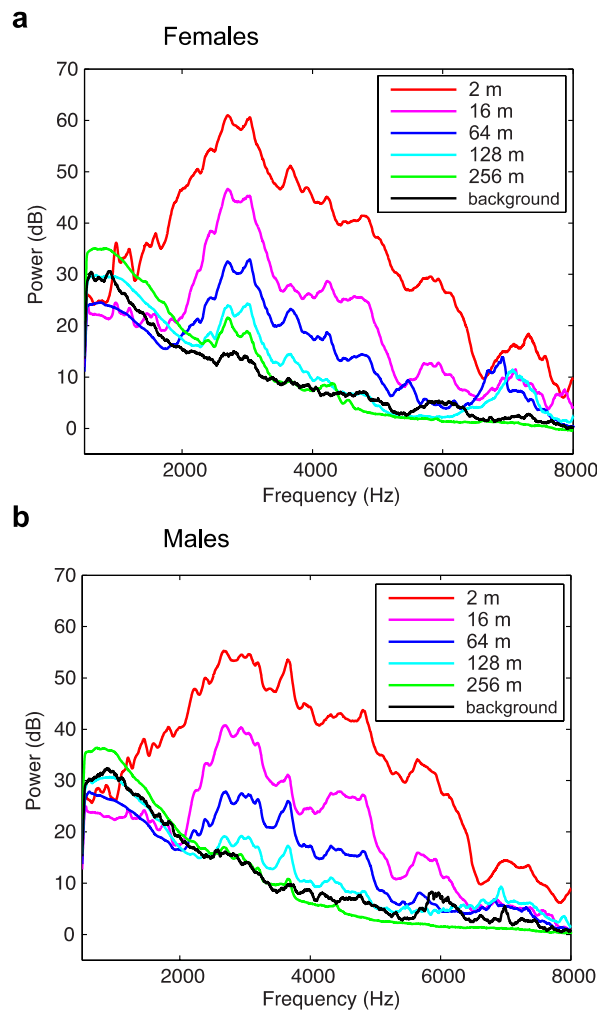 a
Females
70
60
50
40
30
20
10
0
Power (dB)
2 m
16 m
64 m
128 m
256 m
background
2000 4000 6000 8000
Frequency (Hz)
b
Males
70
60
50
40
30
20
10
0
Power (dB)
2 m
16 m
64 m
128 m
256 m
background
2000 4000 6000 8000
Frequency (Hz)